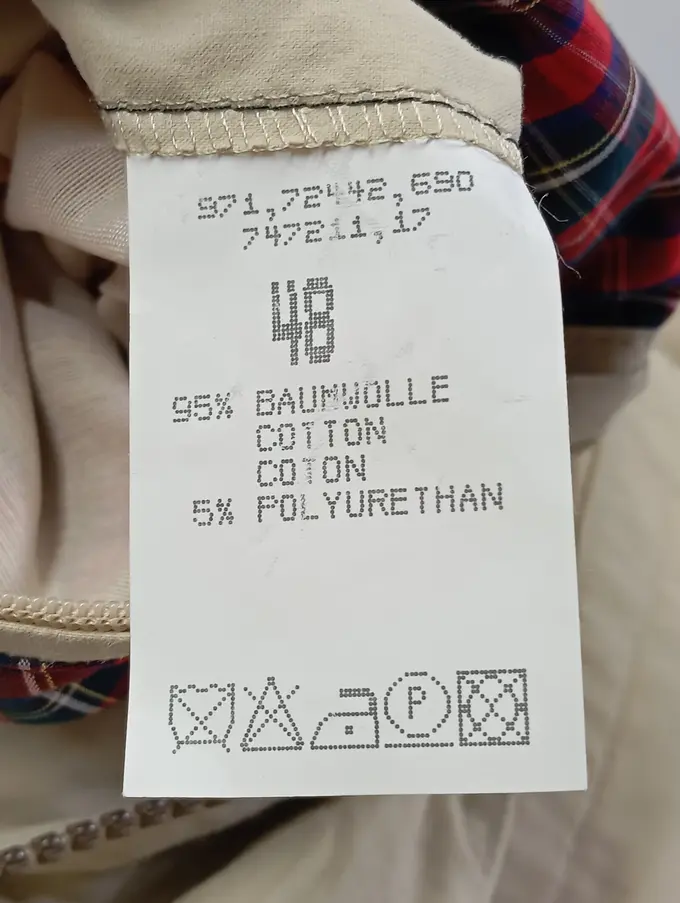 971,72442,690
747211,17
48
95% BAUMWOLLE
COTTON
COTON
5% POLYURETHAN
P